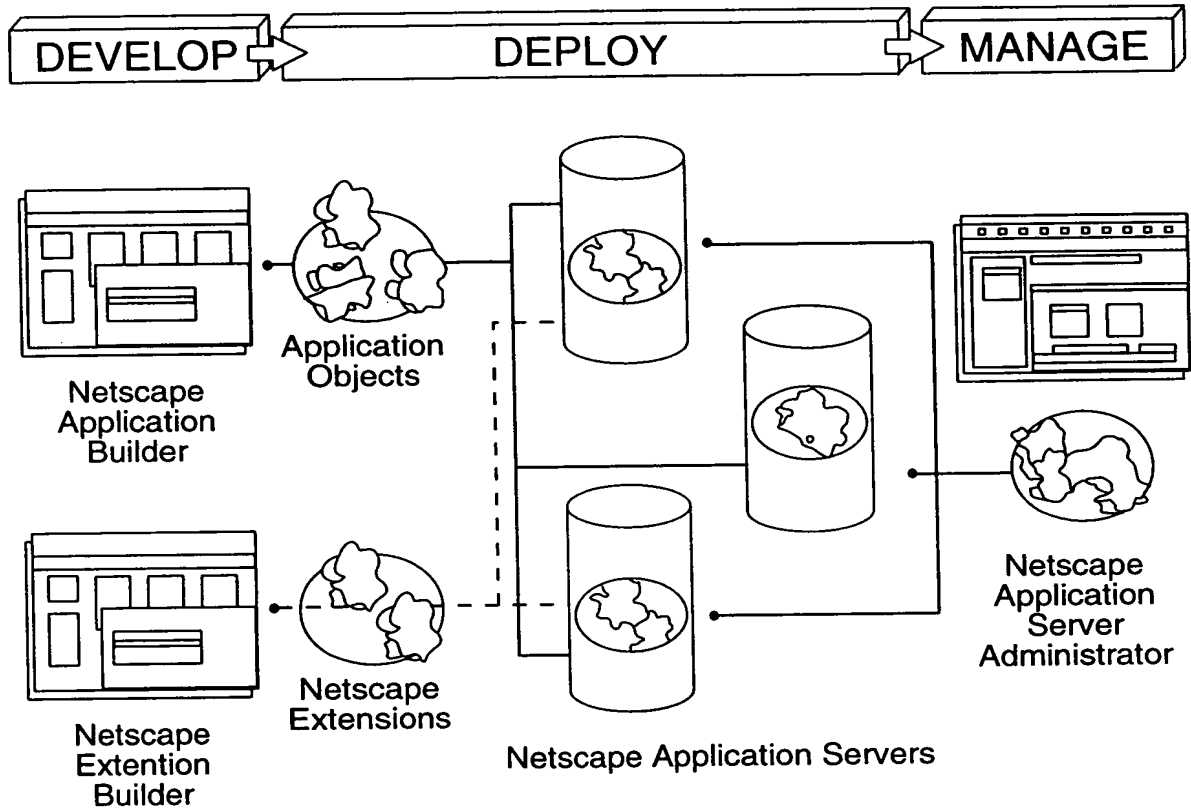 DEVELOP
DEPLOY
MANAGE
Application
Objects
Netscape
Application
Builder
Netscape
Application
Server
Administrator
Netscape
Extensions
Netscape
Extention
Builder
Netscape Application Servers